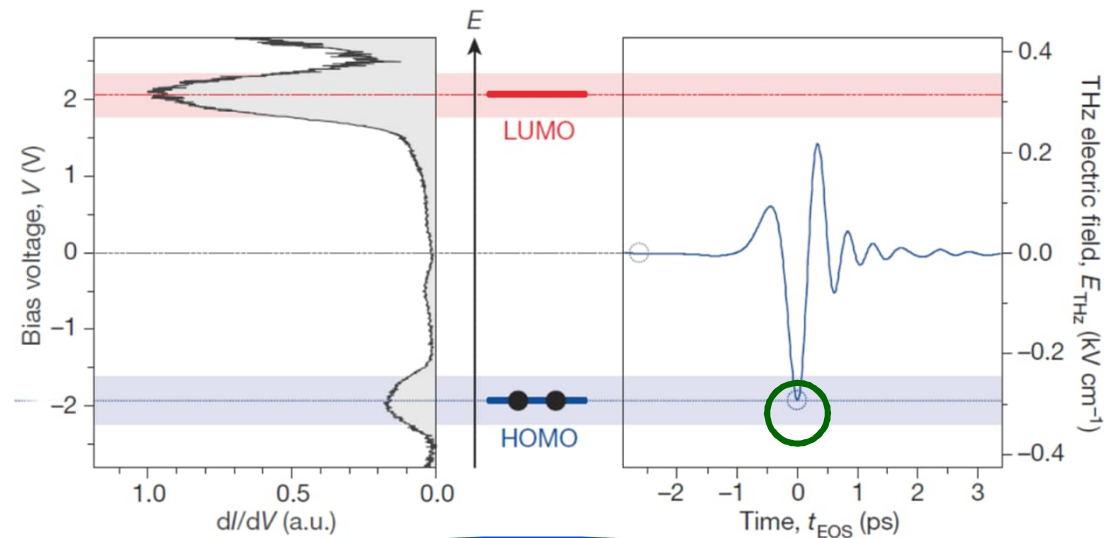 E
2
1
0
−1
−2
Bias voltage, V (V)
1.0
0.5
0.0
dI/dV (a.u.)
LUMO
HOMO
0.4
0.2
0.0
−0.2
−0.4
THz electric field, E_THz (kV cm⁻¹)
−2
−1
0
1
2
3
Time, t_EOS (ps)